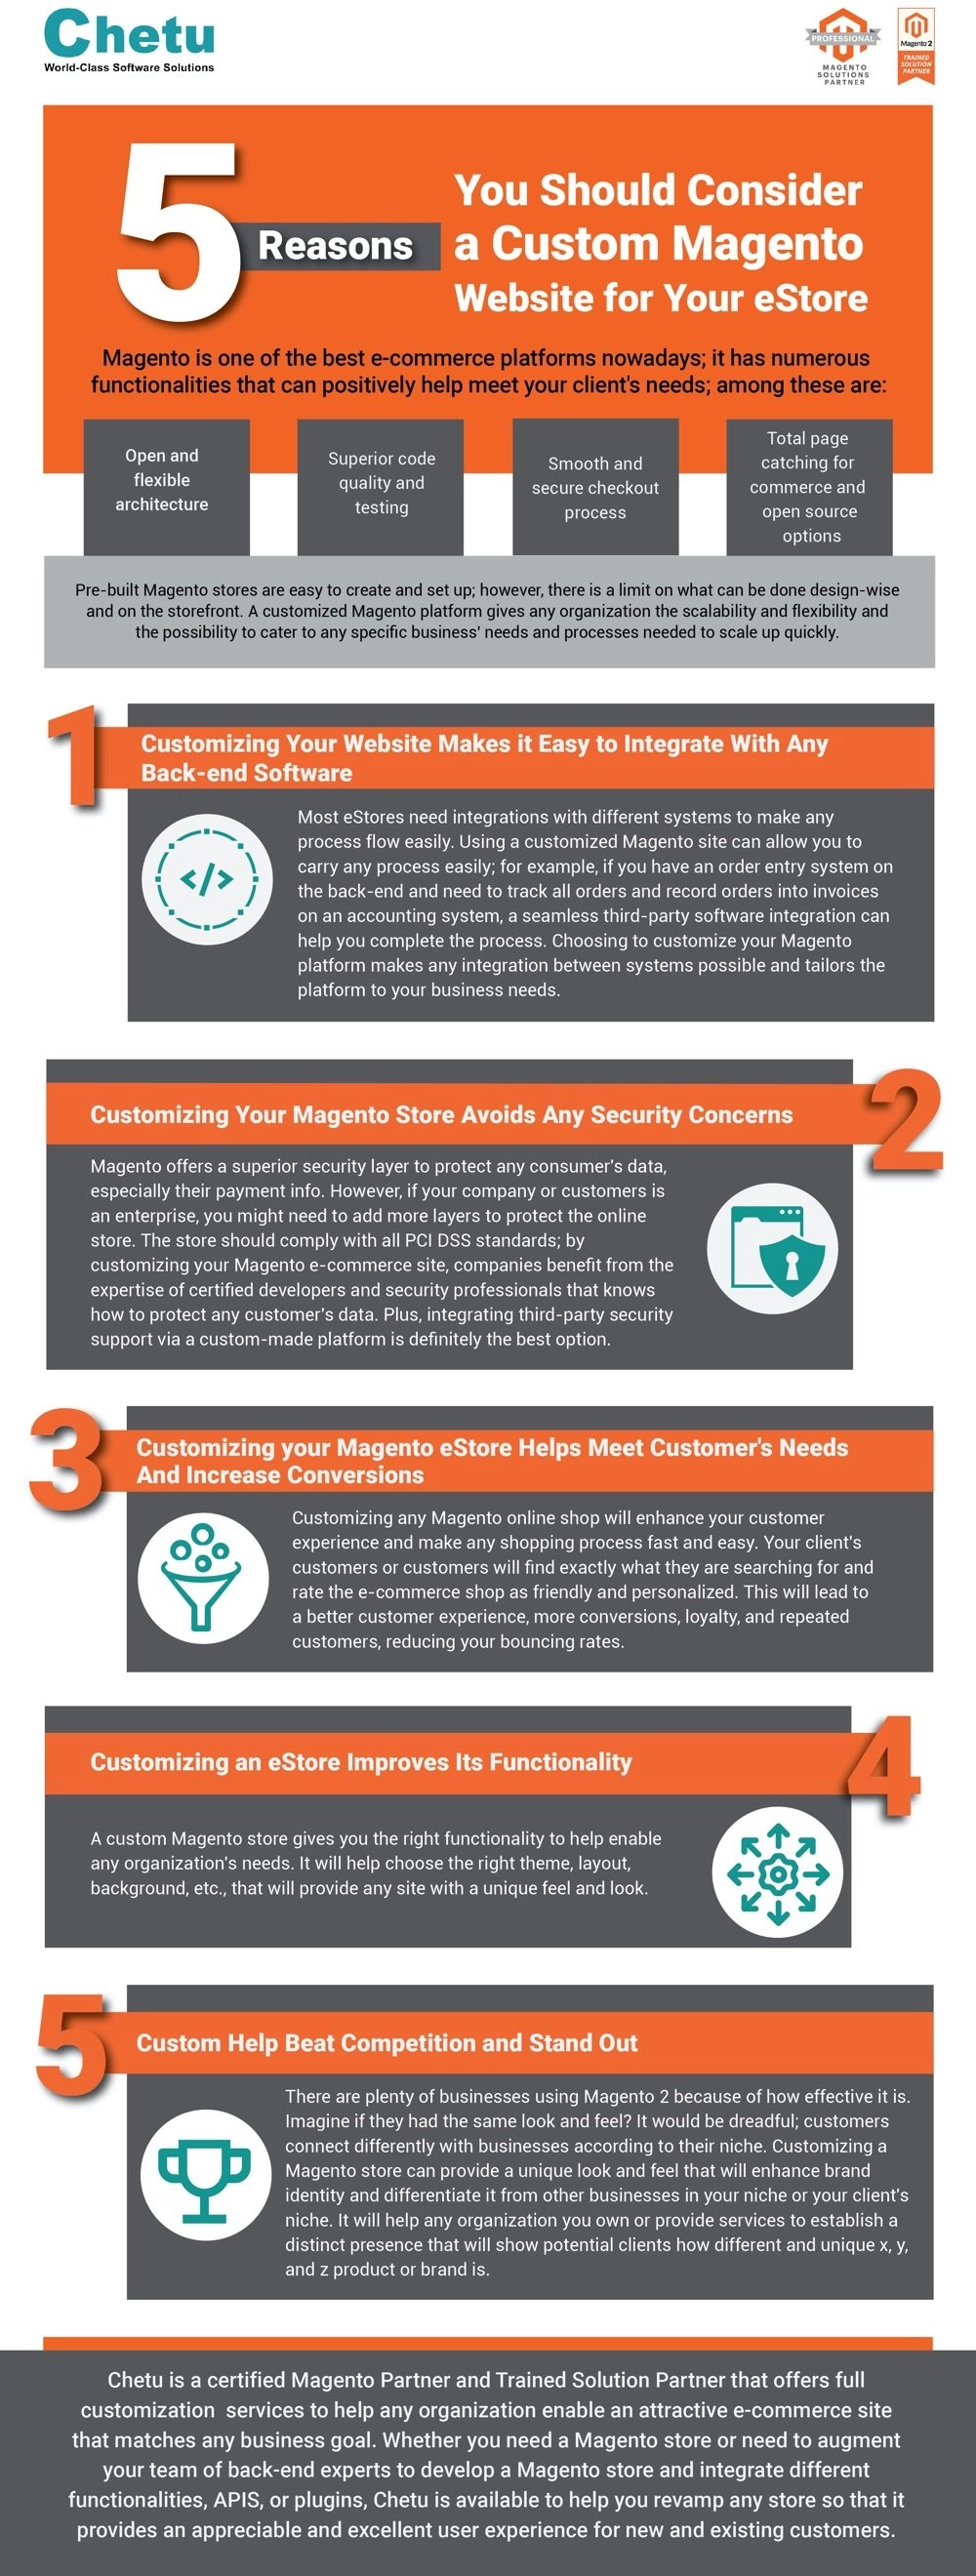 Chetu
World-Class Software Solutions
PROFESSIONAL
MAGENTO
SOLUTIONS
PARTNER
Magento 2
TRAINED
SOLUTION
PARTNER
5
Reasons
You Should Consider
a Custom Magento
Website for Your eStore
Magento is one of the best e-commerce platforms nowadays; it has numerous
functionalities that can positively help meet your client's needs; among these are:
Open and
flexible
architecture
Superior code
quality and
testing
Smooth and
secure checkout
process
Total page
catching for
commerce and
open source
options
Pre-built Magento stores are easy to create and set up; however, there is a limit on what can be done design-wise
and on the storefront. A customized Magento platform gives any organization the scalability and flexibility and
the possibility to cater to any specific business' needs and processes needed to scale up quickly.
1
Customizing Your Website Makes it Easy to Integrate With Any
Back-end Software
</>
Most eStores need integrations with different systems to make any
process flow easily. Using a customized Magento site can allow you to
carry any process easily; for example, if you have an order entry system on
the back-end and need to track all orders and record orders into invoices
on an accounting system, a seamless third-party software integration can
help you complete the process. Choosing to customize your Magento
platform makes any integration between systems possible and tailors the
platform to your business needs.
2
Customizing Your Magento Store Avoids Any Security Concerns
Magento offers a superior security layer to protect any consumer's data,
especially their payment info. However, if your company or customers is
an enterprise, you might need to add more layers to protect the online
store. The store should comply with all PCI DSS standards; by
customizing your Magento e-commerce site, companies benefit from the
expertise of certified developers and security professionals that knows
how to protect any customer's data. Plus, integrating third-party security
support via a custom-made platform is definitely the best option.
3
Customizing your Magento eStore Helps Meet Customer's Needs
And Increase Conversions
Customizing any Magento online shop will enhance your customer
experience and make any shopping process fast and easy. Your client's
customers or customers will find exactly what they are searching for and
rate the e-commerce shop as friendly and personalized. This will lead to
a better customer experience, more conversions, loyalty, and repeated
customers, reducing your bouncing rates.
4
Customizing an eStore Improves Its Functionality
A custom Magento store gives you the right functionality to help enable
any organization's needs. It will help choose the right theme, layout,
background, etc., that will provide any site with a unique feel and look.
5
Custom Help Beat Competition and Stand Out
There are plenty of businesses using Magento 2 because of how effective it is.
Imagine if they had the same look and feel? It would be dreadful; customers
connect differently with businesses according to their niche. Customizing a
Magento store can provide a unique look and feel that will enhance brand
identity and differentiate it from other businesses in your niche or your client's
niche. It will help any organization you own or provide services to establish a
distinct presence that will show potential clients how different and unique x, y,
and z product or brand is.
Chetu is a certified Magento Partner and Trained Solution Partner that offers full
customization services to help any organization enable an attractive e-commerce site
that matches any business goal. Whether you need a Magento store or need to augment
your team of back-end experts to develop a Magento store and integrate different
functionalities, APIS, or plugins, Chetu is available to help you revamp any store so that it
provides an appreciable and excellent user experience for new and existing customers.